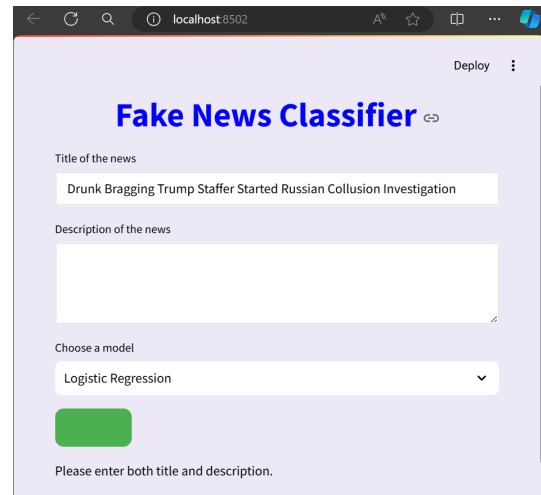 localhost:8502
Deploy
Fake News Classifier
Title of the news
Drunk Bragging Trump Staffer Started Russian Collusion Investigation
Description of the news
Choose a model
Logistic Regression
Please enter both title and description.